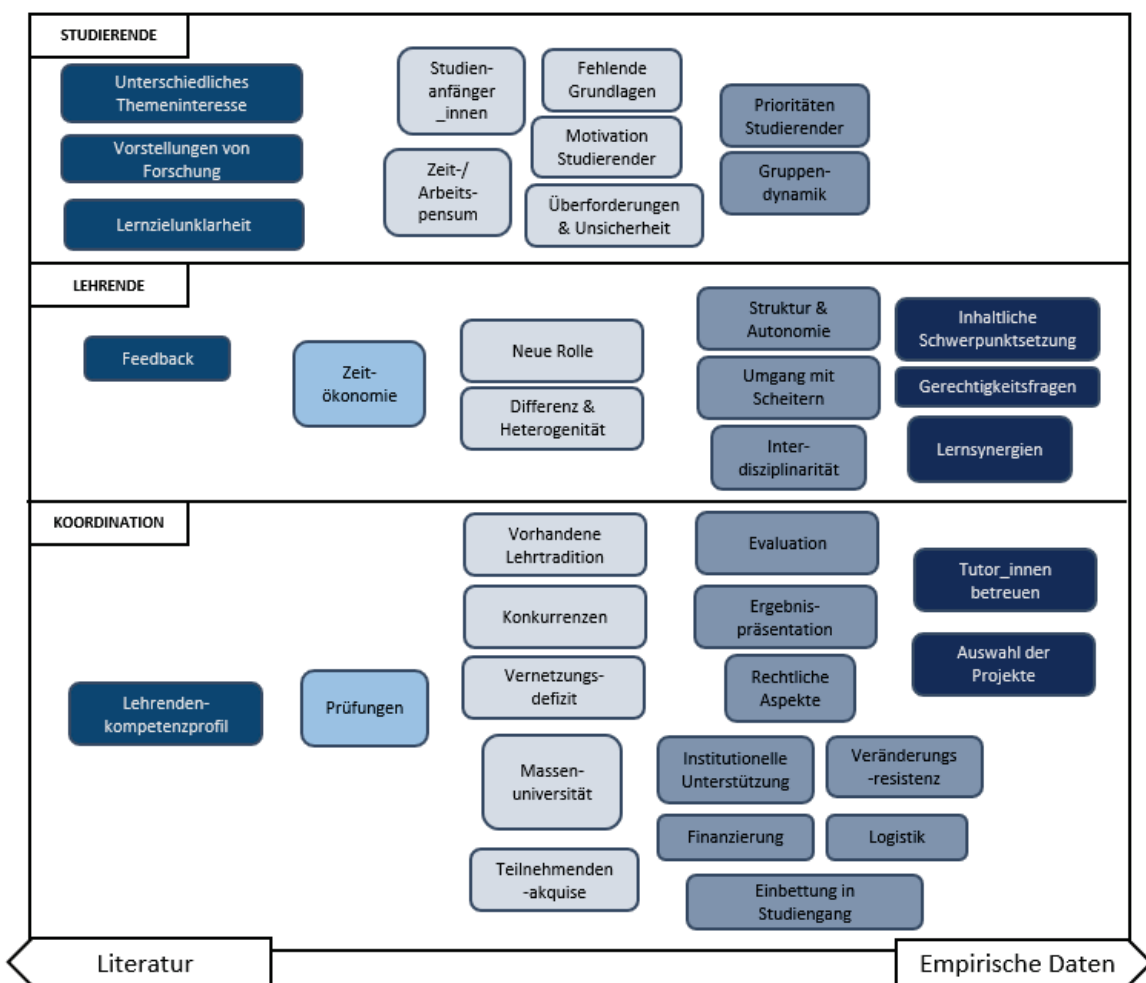 STUDIERENDE
Unterschiedliches
Themeninteresse
Vorstellungen von
Forschung
Lernzielunklarheit
Studien-
anfänger
_innen
Zeit-/
Arbeits-
pensum
Fehlende
Grundlagen
Motivation
Studierender
Überforderungen
& Unsicherheit
Prioritäten
Studierender
Gruppen-
dynamik
LEHRENDE
Feedback
Zeit-
ökonomie
Neue Rolle
Differenz &
Heterogenität
Struktur &
Autonomie
Umgang mit
Scheitern
Inter-
disziplinarität
Inhaltliche
Schwerpunktsetzung
Gerechtigkeitsfragen
Lernsynergien
KOORDINATION
Lehrenden-
kompetenzprofil
Prüfungen
Vorhandene
Lehrtradition
Konkurrenzen
Vernetzungs-
defizit
Massen-
universität
Teilnehmenden
-akquise
Evaluation
Ergebnis-
präsentation
Rechtliche
Aspekte
Institutionelle
Unterstützung
Veränderungs
-resistenz
Finanzierung
Logistik
Einbettung in
Studiengang
Tutor_innen
betreuen
Auswahl der
Projekte
Literatur
Empirische Daten